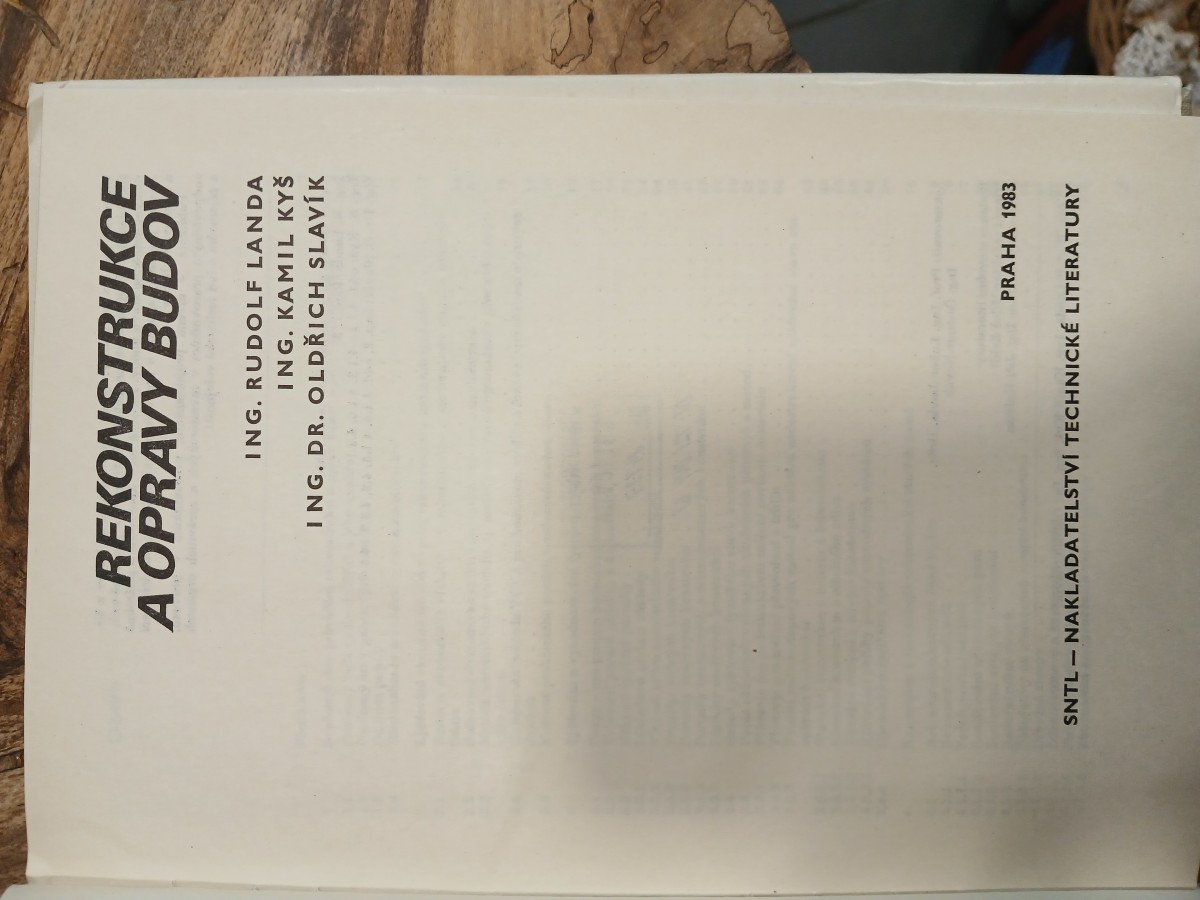 REKONSTRUKCE
A OPRAVY BUDOV
ING. RUDOLF LANDA
ING. KAMIL KYŠ
ING. DR. OLDŘICH SLAVÍK
PRAHA 1983
SNTL — NAKLADATELSTVÍ TECHNICKÉ LITERATURY